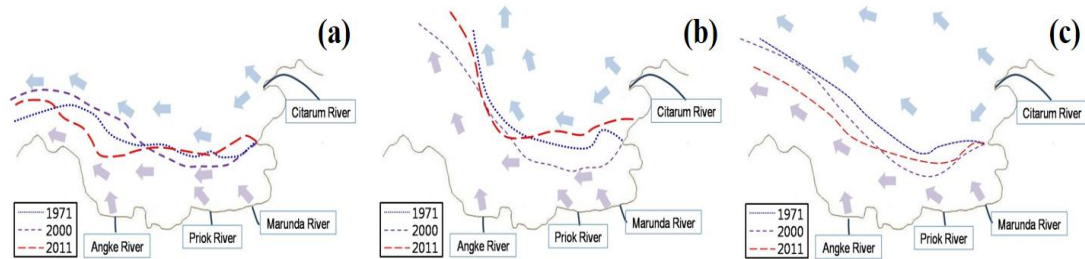 (a)
Citarum River
Marunda River
Priok River
Angke River
1971
2000
2011
(b)
Citarum River
Marunda River
Priok River
Angke River
1971
2000
2011
(c)
Citarum River
Marunda River
Priok River
Angke River
1971
2000
2011